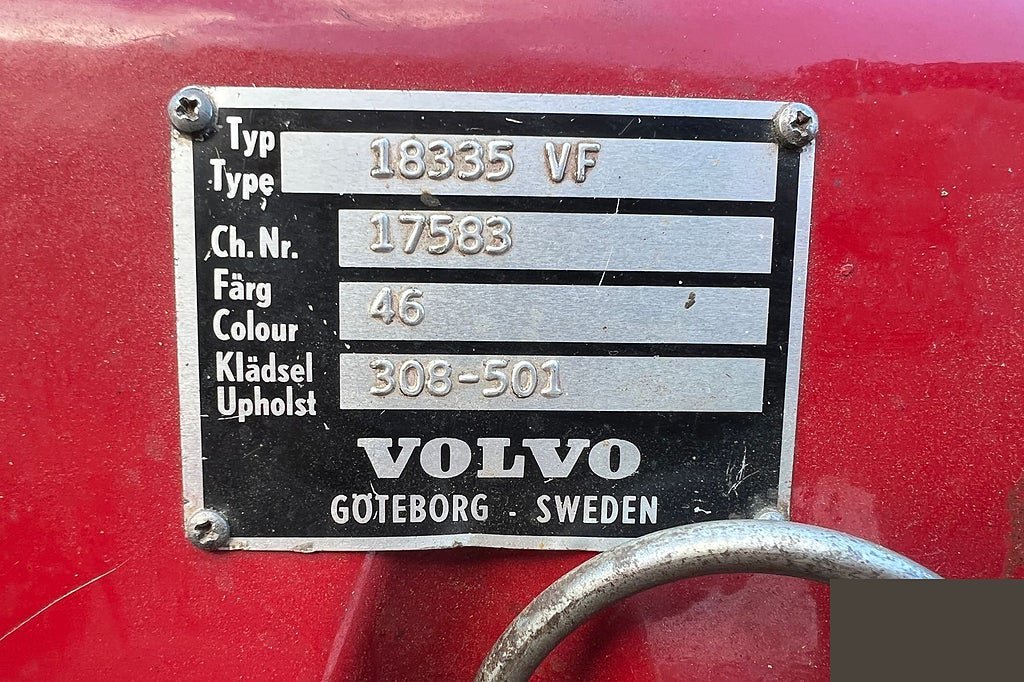 Typ
Type 18335 VF
Ch. Nr. 17583
Färg
Colour 46
Klädsel
Upholst 308-501
VOLVO
GÖTEBORG - SWEDEN